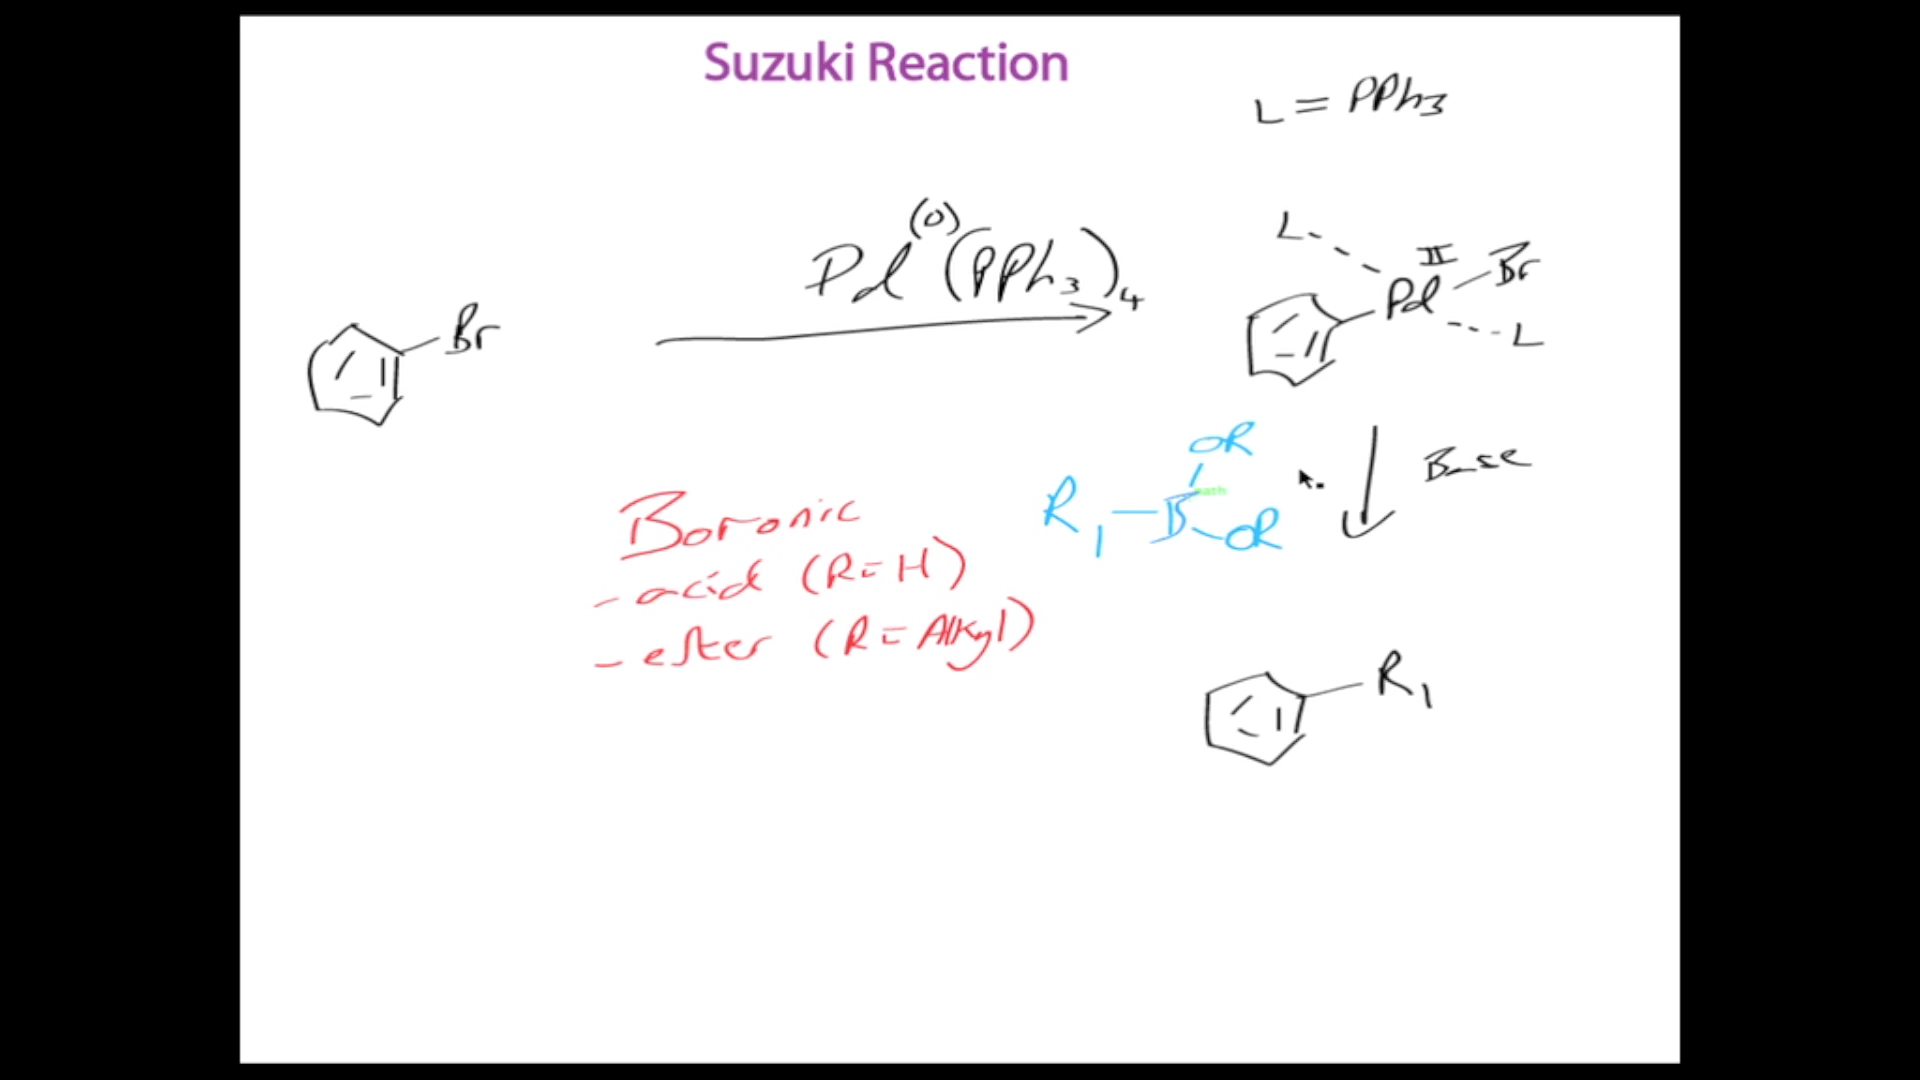 Suzuki Reaction
L = PPh3
Pd(0)(PPh3)4
Br
L
Pd II Br
L
Base
R1-B
OR
OR
path
Boronic
- acid (R = H)
- ester (R = Alkyl)
R1